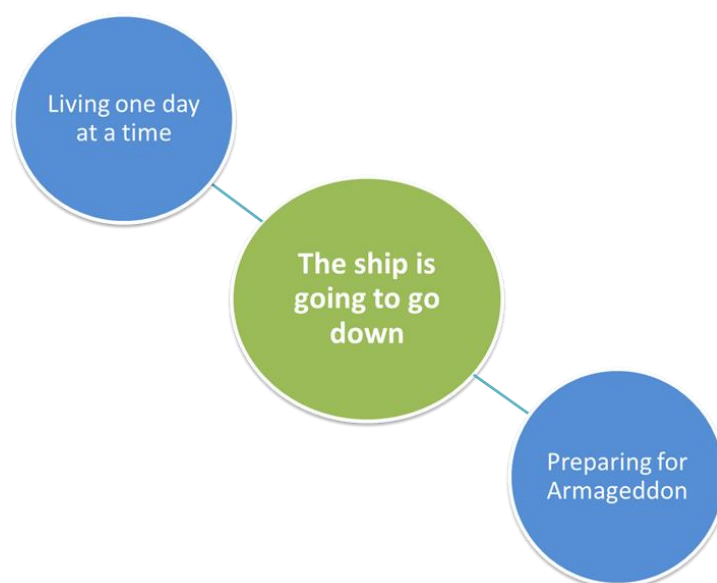 Living one day
at a time
The ship is
going to go
down
Preparing for
Armageddon